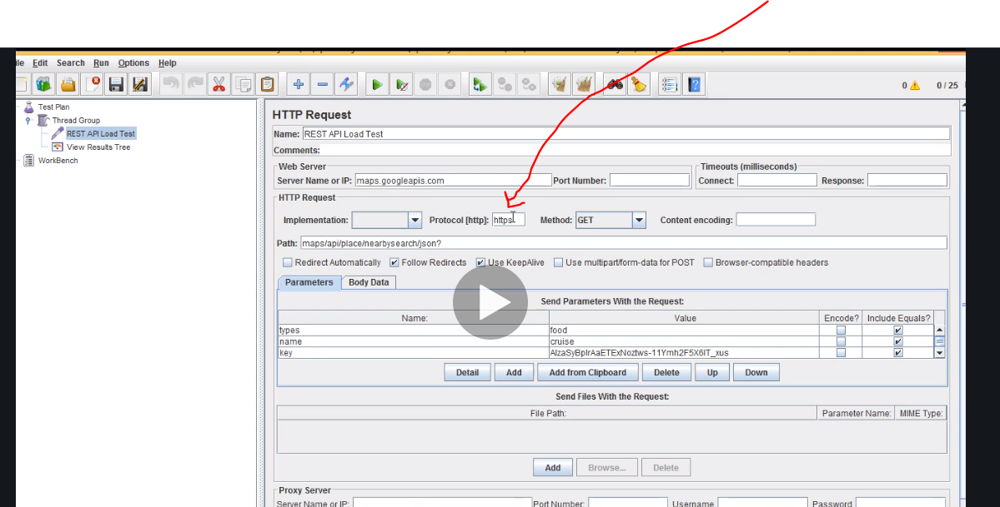 ile Edit Search Run Options Help
0 0 / 25
Test Plan
Thread Group
REST API Load Test
View Results Tree
WorkBench
HTTP Request
Name: REST API Load Test
Comments:
Web Server
Timeouts (milliseconds)
Server Name or IP: maps.googleapis.com Port Number: Connect: Response:
HTTP Request
Implementation: Protocol [http]: https Method: GET Content encoding:
Path: maps/api/place/nearbysearch/json?
Redirect Automatically Follow Redirects Use KeepAlive Use multipart/form-data for POST Browser-compatible headers
Parameters Body Data
Send Parameters With the Request:
Name: Value Encode? Include Equals?
types food
name cruise
key
Detail Add Add from Clipboard Delete Up Down
Send Files With the Request:
File Path: Parameter Name: MIME Type:
Add Browse... Delete
Proxy Server
Server Name or IP: Port Number: Username Password